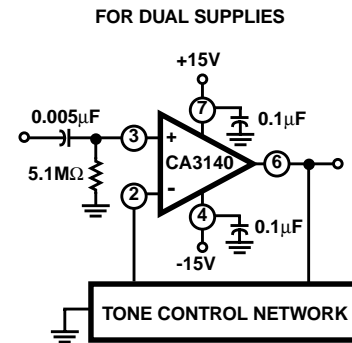 FOR DUAL SUPPLIES
+15V
7
0.1μF
0.005μF
3
+
CA3140
6
5.1MΩ
2
-
4
0.1μF
-15V
TONE CONTROL NETWORK